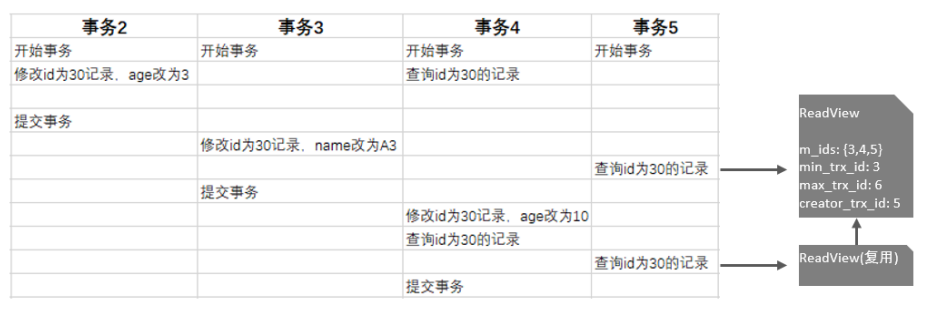 事务2 事务3 事务4 事务5
开始事务 开始事务 开始事务 开始事务
修改id为30记录、age改为3 查询id为30的记录
提交事务
修改id为30记录、name改为A3
查询id为30的记录
提交事务
修改id为30记录、age改为10
查询id为30的记录
查询id为30的记录
提交事务
ReadView
m_ids: {3,4,5}
min_trx_id: 3
max_trx_id: 6
creator_trx_id: 5
ReadView(复用)